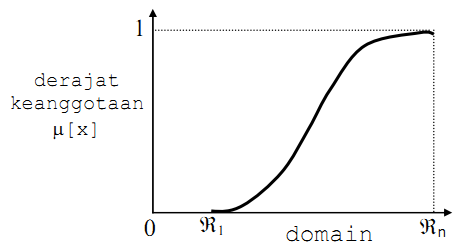 1
derajat
keanggotaan
μ[x]
0
ℜ1
domain
ℜn